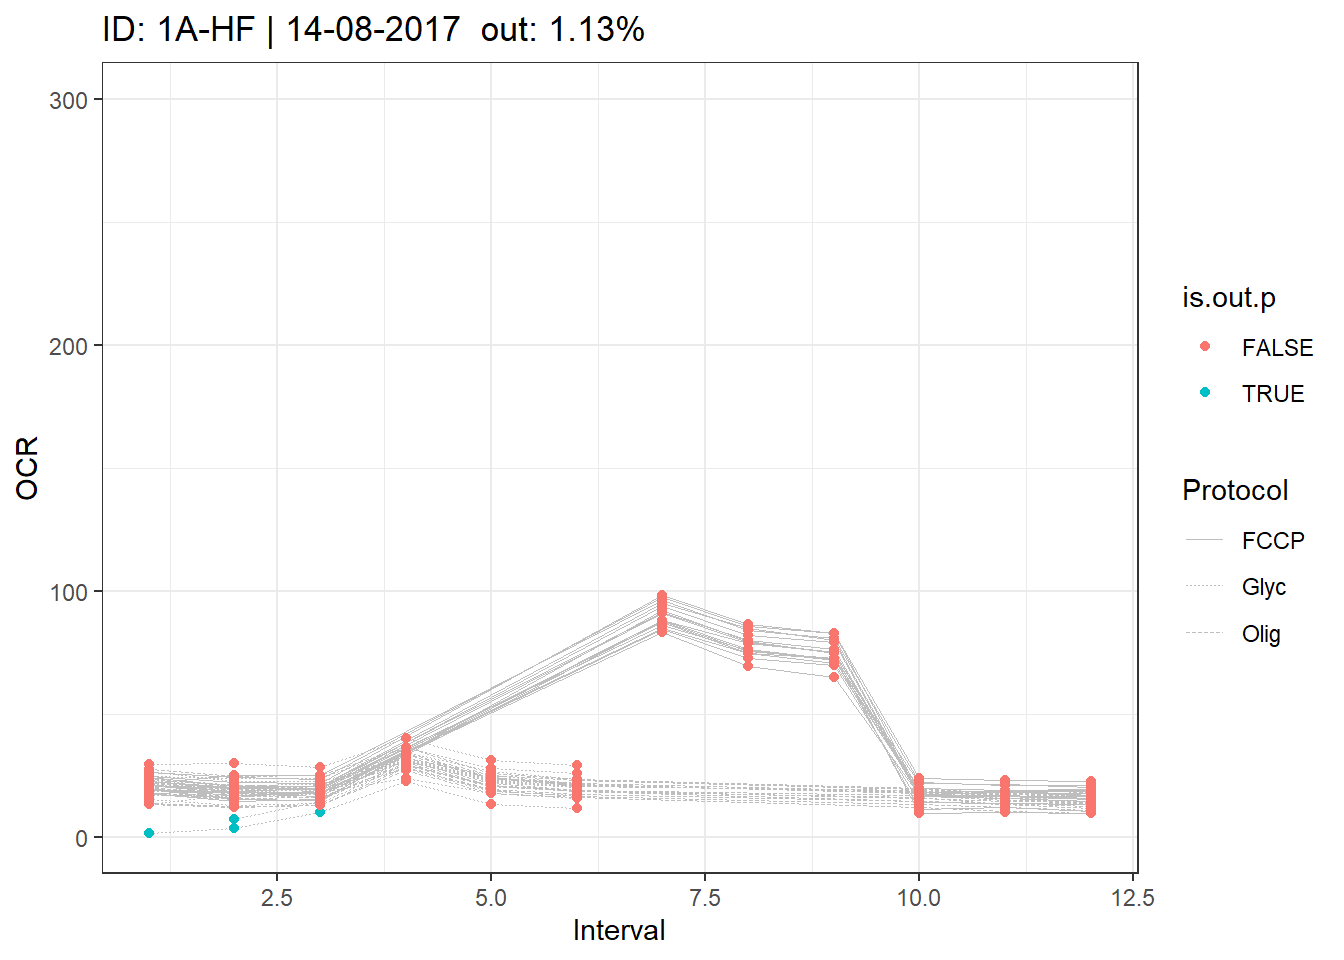 ID: 1A-HF | 14-08-2017  out: 1.13%
300
200
100
0
OCR
2.5
5.0
7.5
10.0
12.5
Interval
is.out.p
FALSE
TRUE
Protocol
FCCP
Glyc
Olig